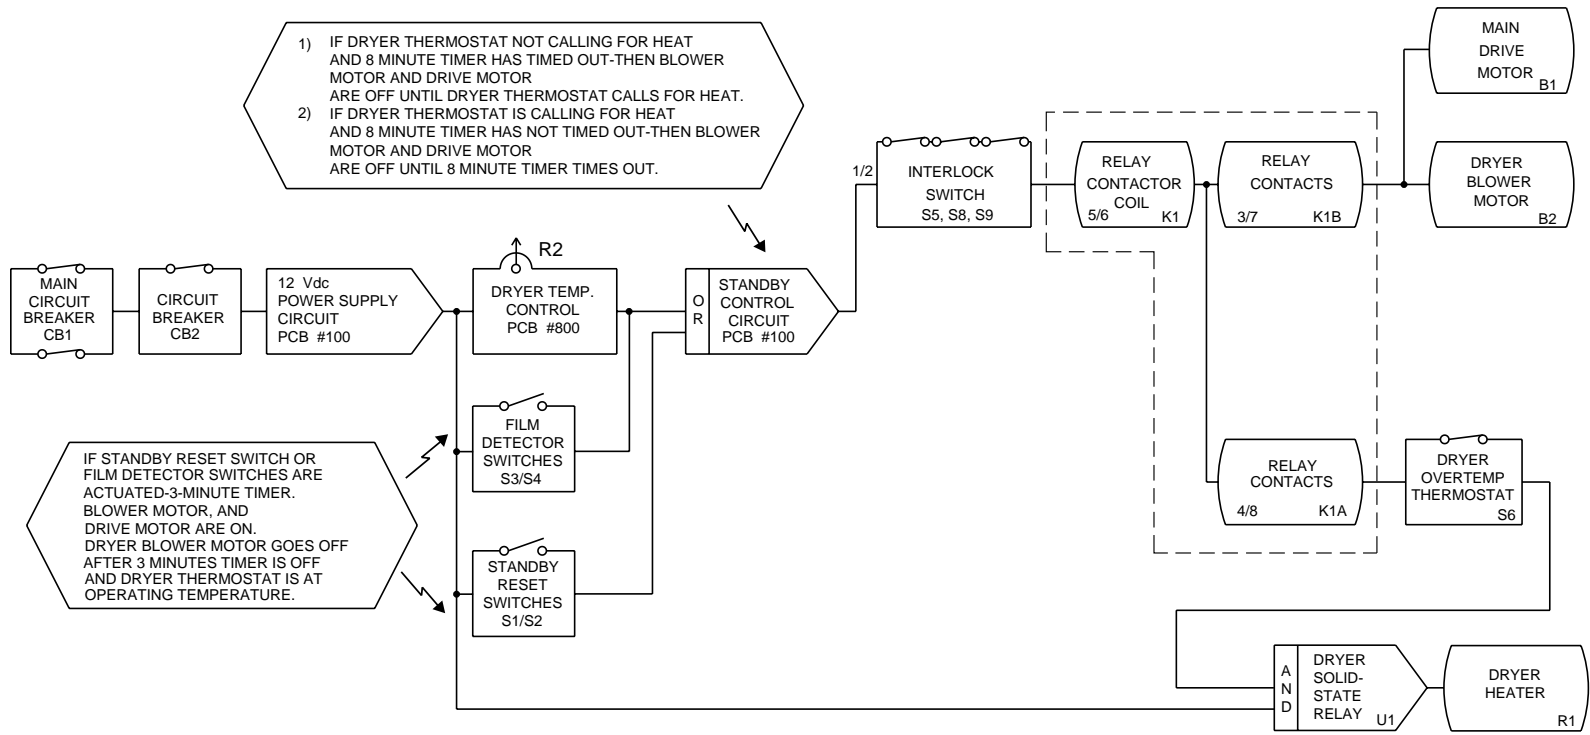 1) IF DRYER THERMOSTAT NOT CALLING FOR HEAT
AND 8 MINUTE TIMER HAS TIMED OUT-THEN BLOWER
MOTOR AND DRIVE MOTOR
ARE OFF UNTIL DRYER THERMOSTAT CALLS FOR HEAT.
2) IF DRYER THERMOSTAT IS CALLING FOR HEAT
AND 8 MINUTE TIMER HAS NOT TIMED OUT-THEN BLOWER
MOTOR AND DRIVE MOTOR
ARE OFF UNTIL 8 MINUTE TIMER TIMES OUT.
MAIN
CIRCUIT
BREAKER
CB1
CIRCUIT
BREAKER
CB2
12 Vdc
POWER SUPPLY
CIRCUIT
PCB #100
R2
DRYER TEMP.
CONTROL
PCB #800
FILM
DETECTOR
SWITCHES
S3/S4
STANDBY
RESET
SWITCHES
S1/S2
IF STANDBY RESET SWITCH OR
FILM DETECTOR SWITCHES ARE
ACTUATED-3-MINUTE TIMER.
BLOWER MOTOR, AND
DRIVE MOTOR ARE ON.
DRYER BLOWER MOTOR GOES OFF
AFTER 3 MINUTES TIMER IS OFF
AND DRYER THERMOSTAT IS AT
OPERATING TEMPERATURE.
OR
STANDBY
CONTROL
CIRCUIT
PCB #100
1/2
INTERLOCK
SWITCH
S5, S8, S9
RELAY
CONTACTOR
COIL
5/6 K1
RELAY
CONTACTS
3/7 K1B
MAIN
DRIVE
MOTOR
B1
DRYER
BLOWER
MOTOR
B2
RELAY
CONTACTS
4/8 K1A
DRYER
OVERTEMP
THERMOSTAT
S6
AND
DRYER
SOLID-
STATE
RELAY
U1
DRYER
HEATER
R1